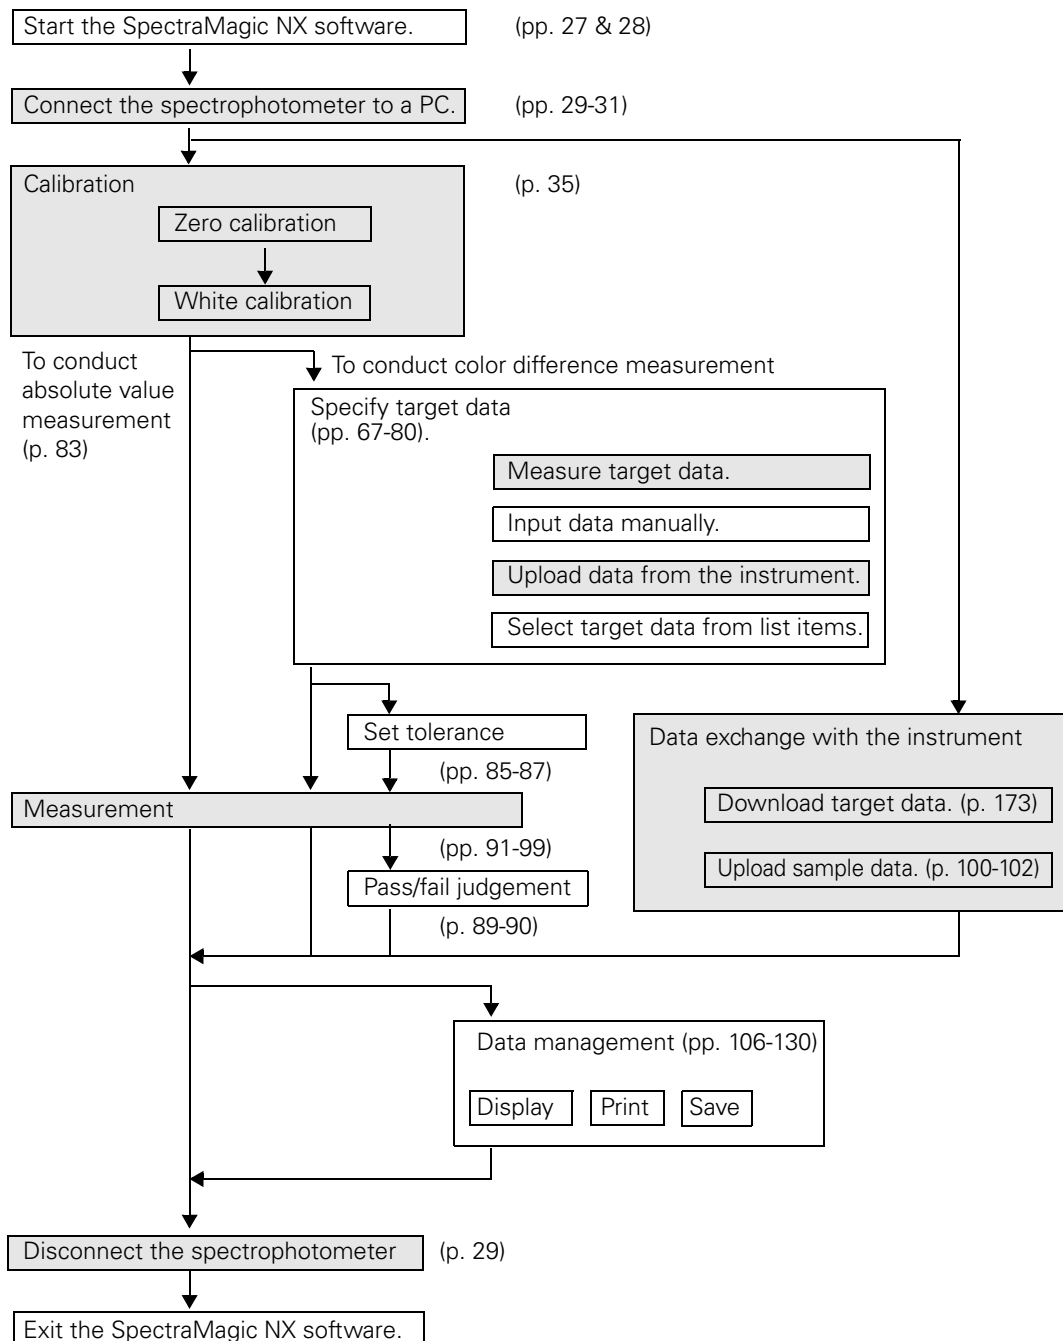 Start the SpectraMagic NX software.
(pp. 27 & 28)
Connect the spectrophotometer to a PC.
(pp. 29-31)
Calibration
(p. 35)
Zero calibration
White calibration
To conduct
absolute value
measurement
(p. 83)
To conduct color difference measurement
Specify target data
(pp. 67-80).
Measure target data.
Input data manually.
Upload data from the instrument.
Select target data from list items.
Set tolerance
(pp. 85-87)
Data exchange with the instrument
Download target data. (p. 173)
Upload sample data. (p. 100-102)
Measurement
(pp. 91-99)
Pass/fail judgement
(p. 89-90)
Data management (pp. 106-130)
Display
Print
Save
Disconnect the spectrophotometer
(p. 29)
Exit the SpectraMagic NX software.